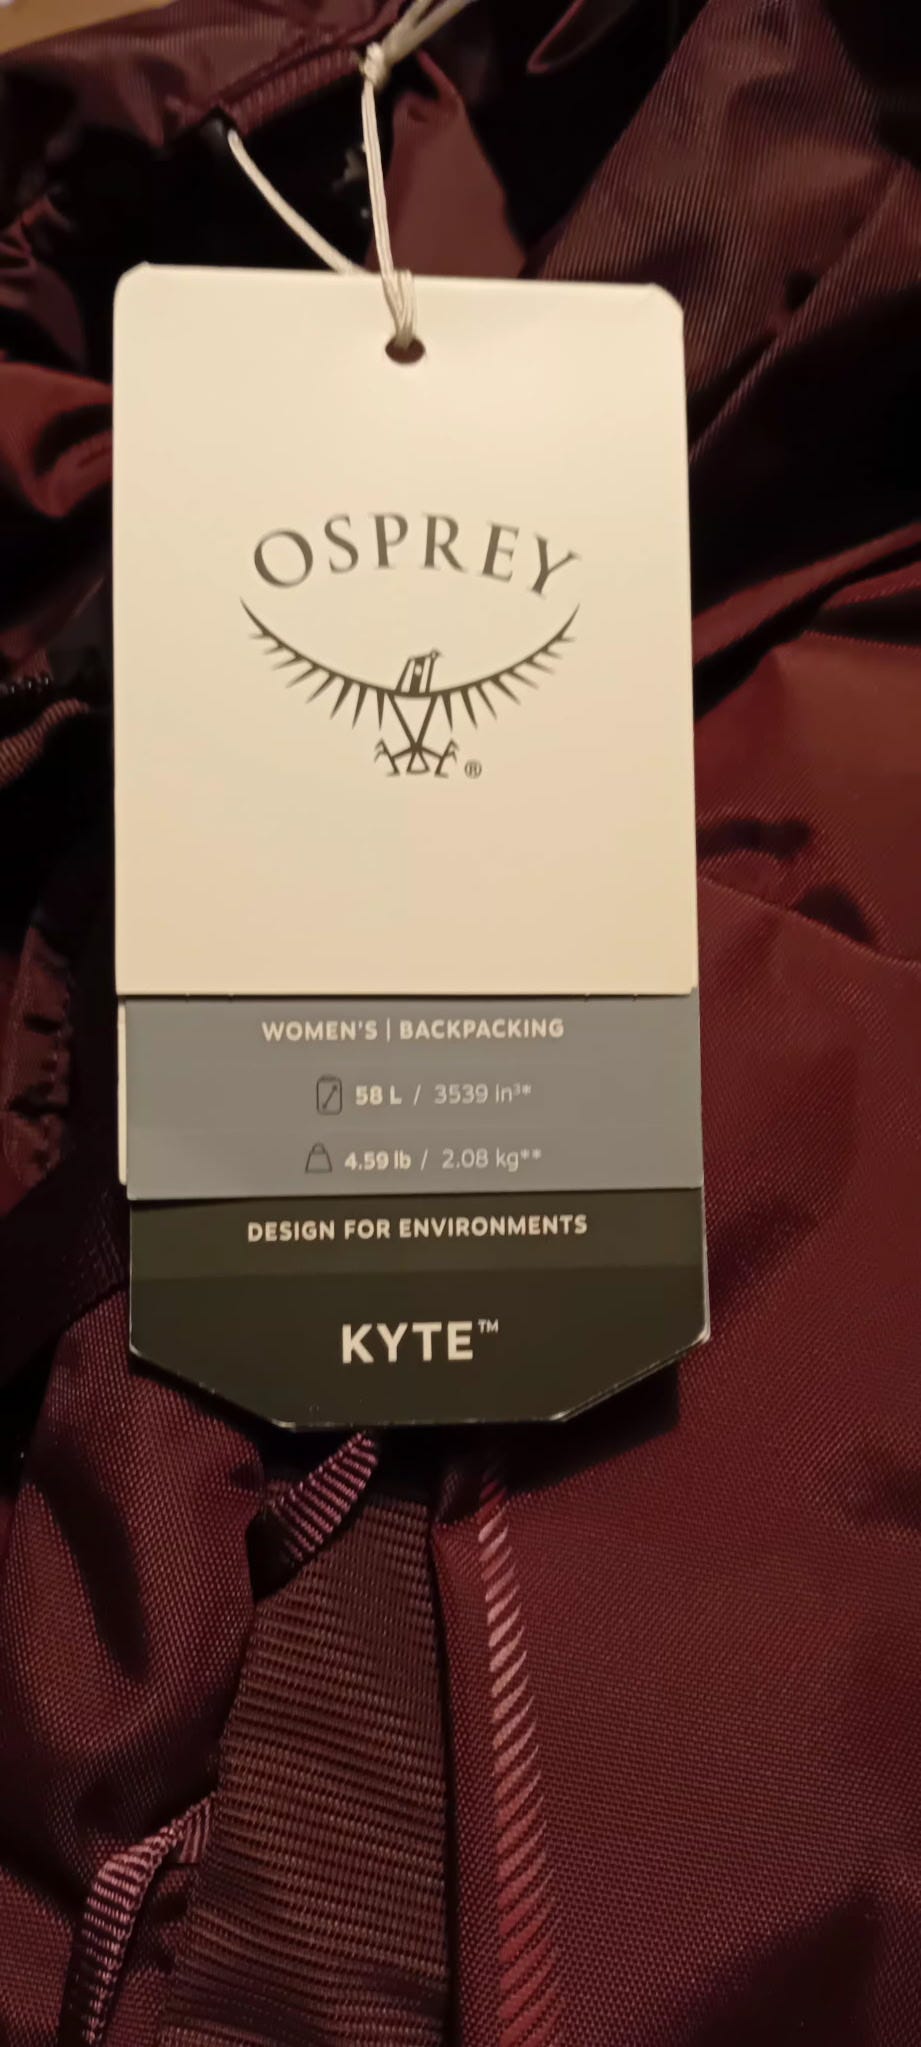 OSPREY
®
WOMEN'S | BACKPACKING
58 L / 3539 in³*
4.59 lb / 2.08 kg**
DESIGN FOR ENVIRONMENTS
KYTE™